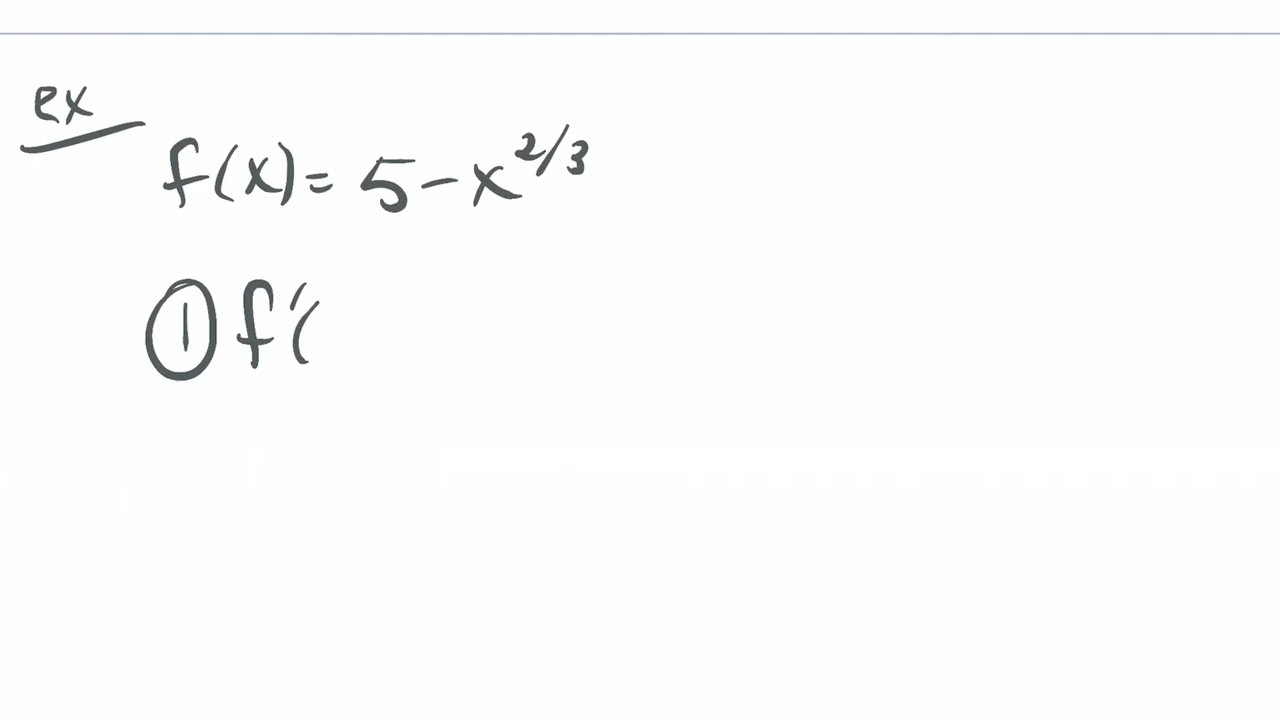 ex
f(x) = 5 - x^{2/3}
① f'(